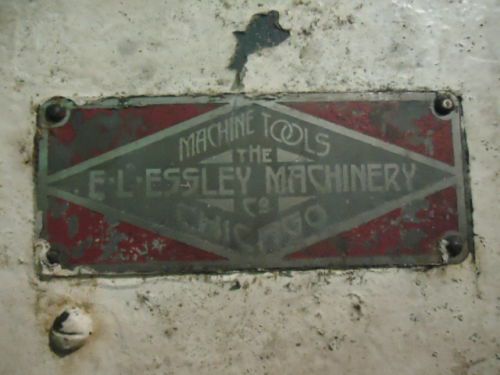 MACHINE TOOLS
THE
E·L·ESSLEY MACHINERY
Co
CHICAGO